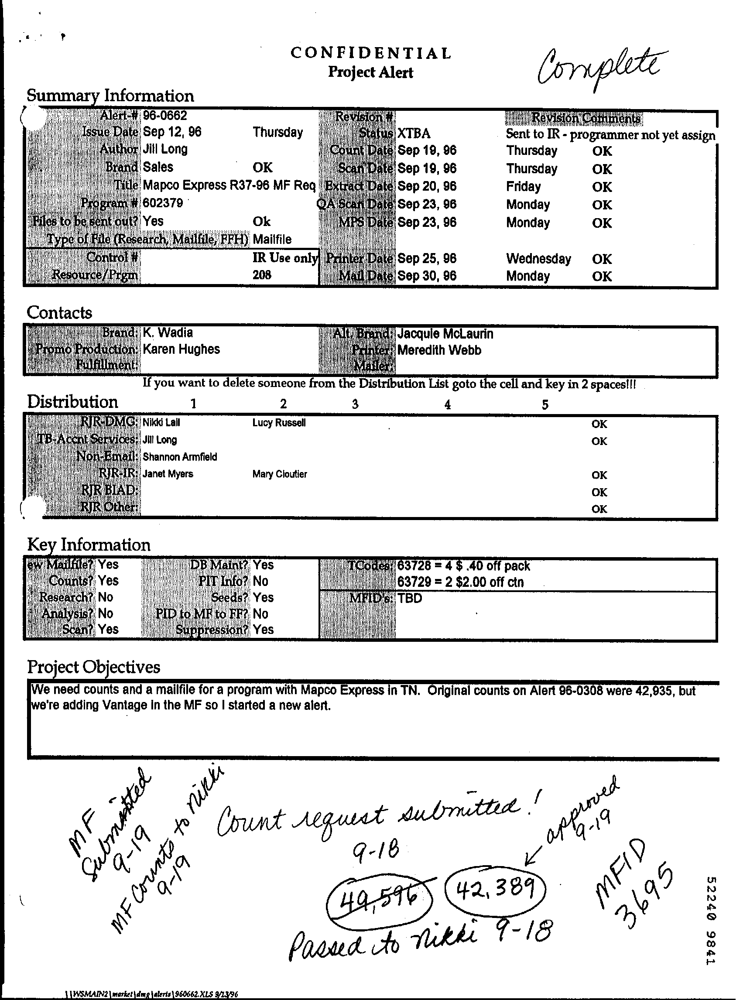 CONFIDENTIAL
Project Alert
Complete
Summary Information
Alert-# 96-0662 Revision # Revision Comments
Issue Date Sep 12, 96 Thursday Status XTBA Sent to IR - programmer not yet assign
Author Jill Long Count Date Sep 19, 96 Thursday OK
Brand Sales OK Scan Date Sep 19, 96 Thursday OK
Title Mapco Express R37-96 MF Req Extract Date Sep 20, 96 Friday OK
Program # 602379 QA Scan Date Sep 23, 96 Monday OK
Files to be sent out? Yes Ok MPS Date Sep 23, 96 Monday OK
Type of File (Research, Mailfile, FFH) Mailfile
Control # IR Use only Printer Date Sep 25, 96 Wednesday OK
Resource/Prgm 208 Mail Date Sep 30, 96 Monday OK
Contacts
Brand: K. Wadia Alt. Brand: Jacquie McLaurin
Promo Production: Karen Hughes Printer: Meredith Webb
Fulfillment: Mailer:
If you want to delete someone from the Distribution List goto the cell and key in 2 spaces!!!
Distribution 1 2 3 4 5
RJR-DMG: Nikki Lail Lucy Russell OK
TB-Accnt Services: Jill Long OK
Non-Email: Shannon Armfield
RJR-IR: Janet Myers Mary Cloutier OK
RJR BIAD: OK
RJR Other: OK
Key Information
ew Mailfile? Yes DB Maint? Yes TCodes: 63728 = 4 $ .40 off pack
Counts? Yes PIT Info? No 63729 = 2 $2.00 off ctn
Research? No Seeds? Yes MFID's: TBD
Analysis? No PID to MF to FF? No
Scan? Yes Suppression? Yes
Project Objectives
We need counts and a mailfile for a program with Mapco Express in TN. Original counts on Alert 96-0308 were 42,935, but
we're adding Vantage in the MF so I started a new alert.
MF
Submitted
9-19
MF Counts to Nikki
9-19
Count request submitted!
9-18
approved
9-19
49,596 42,389
Passed to Nikki 9-18
MFID
3695
52240 9841
\\WSMAIN2\market\dmg\alerts\960662.XLS 9/23/96